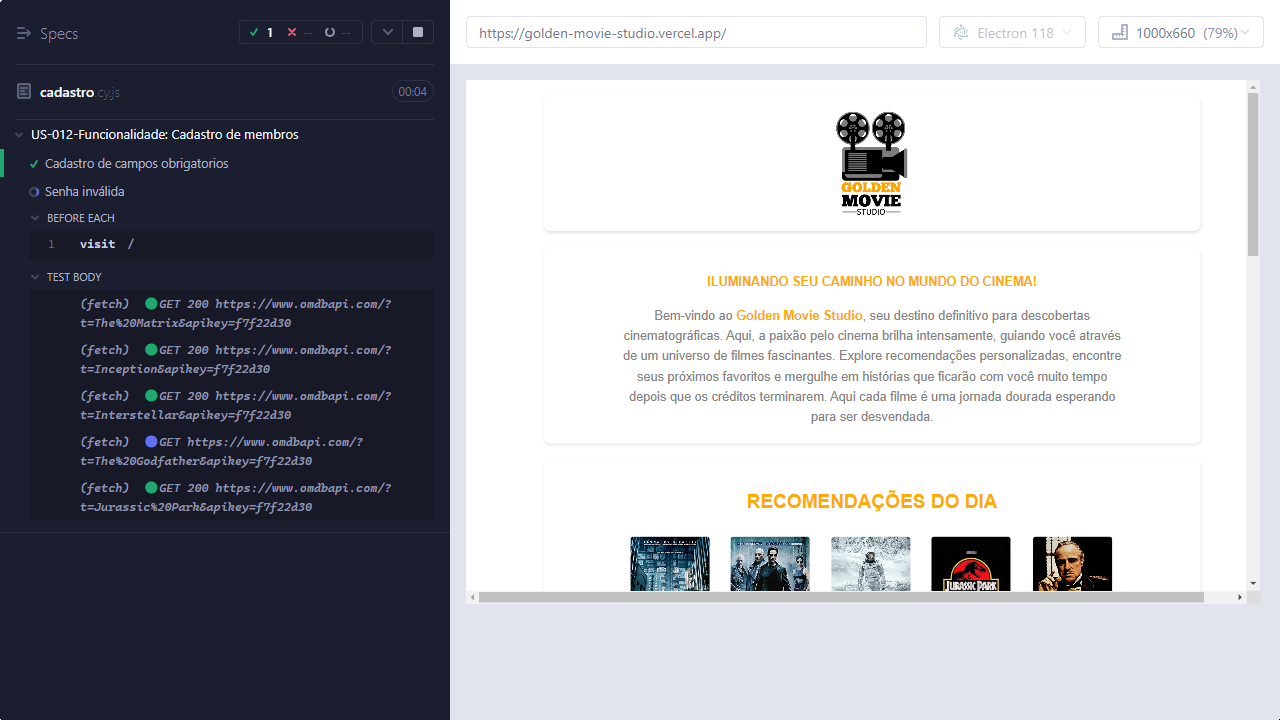 Specs
1 -- --
https://golden-movie-studio.vercel.app/
Electron 118
1000x660 (79%)
cadastro.cy.js
00:04
US-012-Funcionalidade: Cadastro de membros
Cadastro de campos obrigatorios
Senha inválida
BEFORE EACH
1 visit /
TEST BODY
(fetch) GET 200 https://www.omdbapi.com/?
t=The%20Matrix&apikey=f7f22d30
(fetch) GET 200 https://www.omdbapi.com/?
t=Inception&apikey=f7f22d30
(fetch) GET 200 https://www.omdbapi.com/?
t=Interstellar&apikey=f7f22d30
(fetch) GET https://www.omdbapi.com/?
t=The%20Godfather&apikey=f7f22d30
(fetch) GET 200 https://www.omdbapi.com/?
t=Jurassic%20Park&apikey=f7f22d30
GOLDEN
MOVIE
STUDIO
ILUMINANDO SEU CAMINHO NO MUNDO DO CINEMA!
Bem-vindo ao Golden Movie Studio, seu destino definitivo para descobertas
cinematográficas. Aqui, a paixão pelo cinema brilha intensamente, guiando você através
de um universo de filmes fascinantes. Explore recomendações personalizadas, encontre
seus próximos favoritos e mergulhe em histórias que ficarão com você muito tempo
depois que os créditos terminarem. Aqui cada filme é uma jornada dourada esperando
para ser desvendada.
RECOMENDAÇÕES DO DIA
JURASSIC PARK